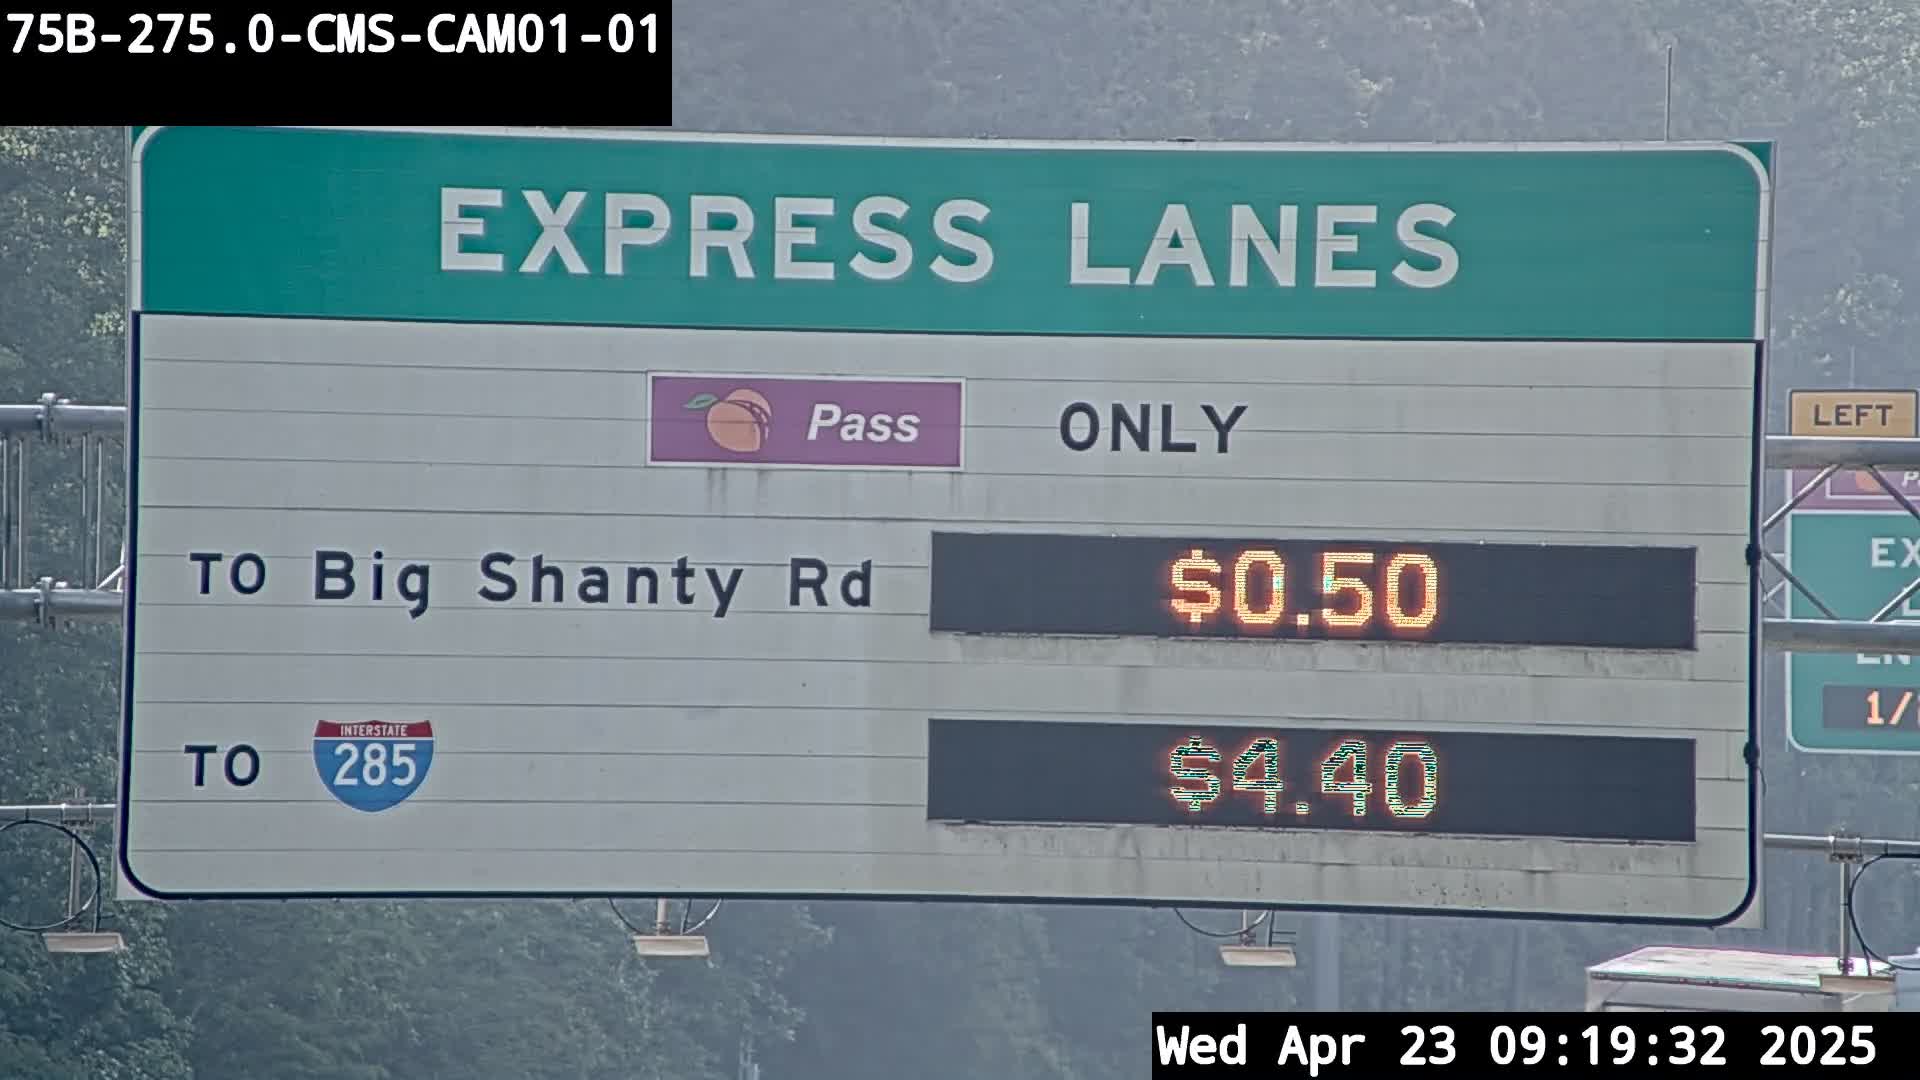 75B-275.0-CMS-CAM01-01
EXPRESS LANES
Pass ONLY
LEFT
TO Big Shanty Rd $0.50
TO INTERSTATE 285 $4.40
Wed Apr 23 09:19:32 2025